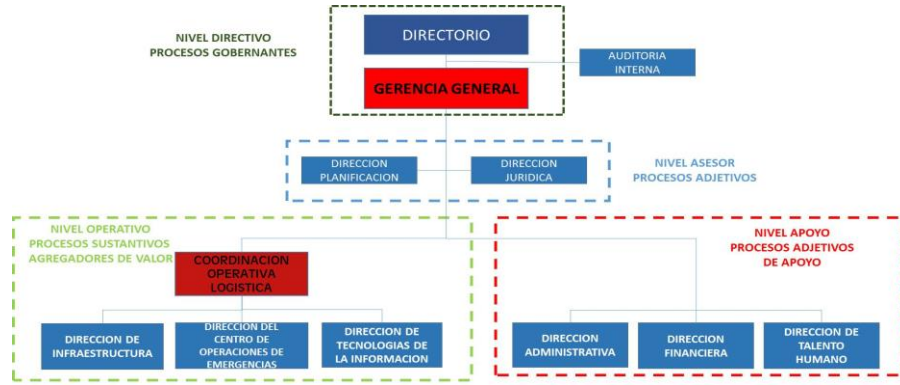 NIVEL DIRECTIVO
PROCESOS GOBERNANTES
DIRECTORIO
GERENCIA GENERAL
AUDITORIA
INTERNA
DIRECCION
PLANIFICACION
DIRECCION
JURIDICA
NIVEL ASESOR
PROCESOS ADJETIVOS
NIVEL OPERATIVO
PROCESOS SUSTANTIVOS
AGREGADORES DE VALOR
COORDINACION
OPERATIVA
LOGISTICA
DIRECCION DE
INFRAESTRUCTURA
DIRECCION DEL
CENTRO DE
OPERACIONES DE
EMERGENCIAS
DIRECCION DE
TECNOLOGIAS DE
LA INFORMACION
NIVEL APOYO
PROCESOS ADJETIVOS
DE APOYO
DIRECCION
ADMINISTRATIVA
DIRECCION
FINANCIERA
DIRECCION DE
TALENTO
HUMANO